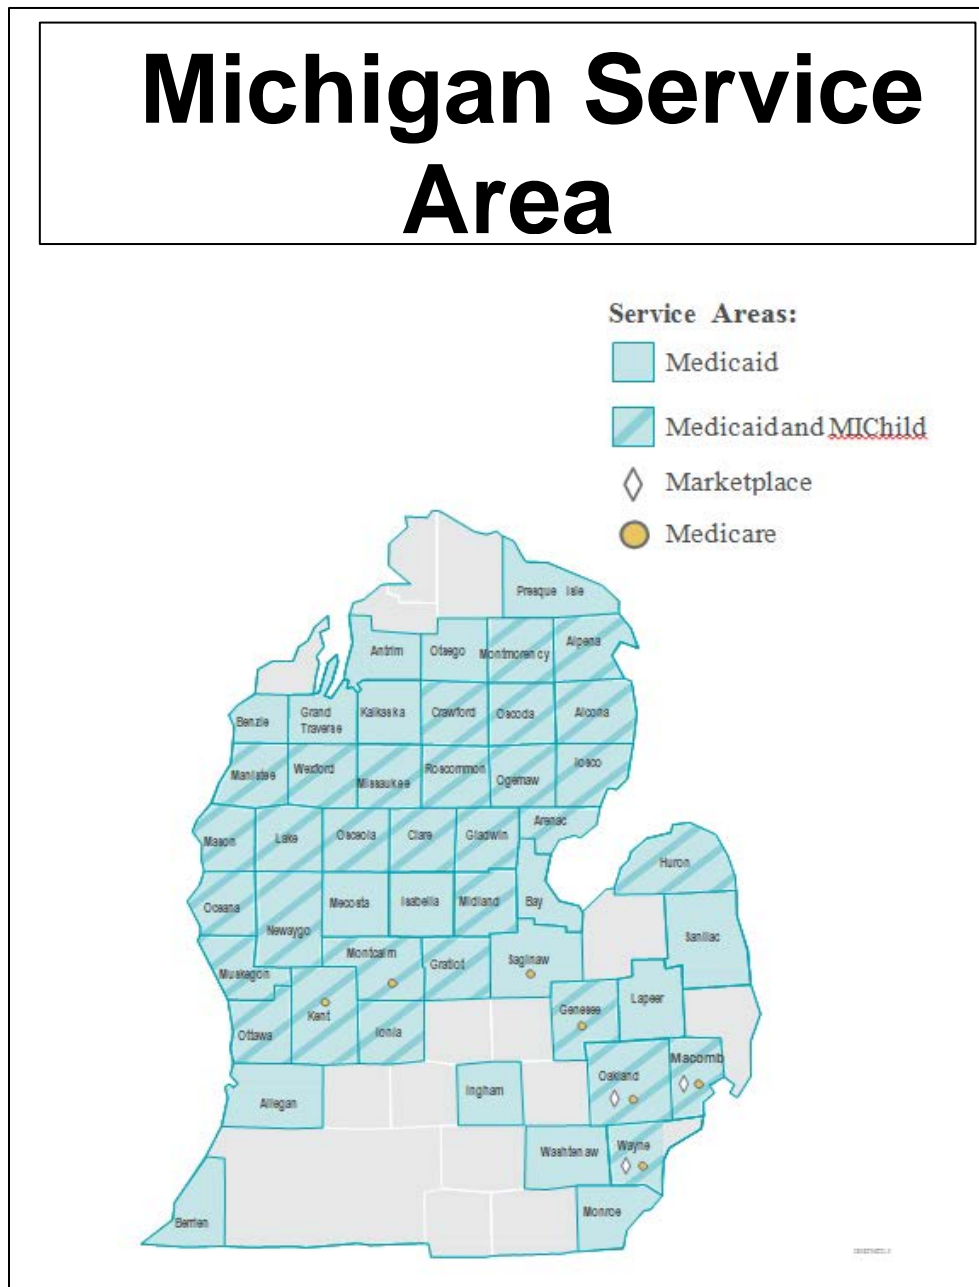 Michigan Service
Area
Service Areas:
Medicaid
Medicaid and MIChild
Marketplace
Medicare
Presque Isle
Antrim
Otsego
Montmorency
Alpena
Benzie
Grand
Traverse
Kalkaska
Crawford
Oscoda
Alcona
Manistee
Wexford
Missaukee
Roscommon
Ogemaw
Iosco
Mason
Lake
Osceola
Clare
Gladwin
Arenac
Huron
Oceana
Newaygo
Mecosta
Isabella
Midland
Bay
Sanilac
Muskegon
Montcalm
Gratiot
Saginaw
Ottawa
Kent
Ionia
Genesee
Lapeer
Allegan
Ingham
Oakland
Macomb
Washtenaw
Wayne
Berrien
Monroe